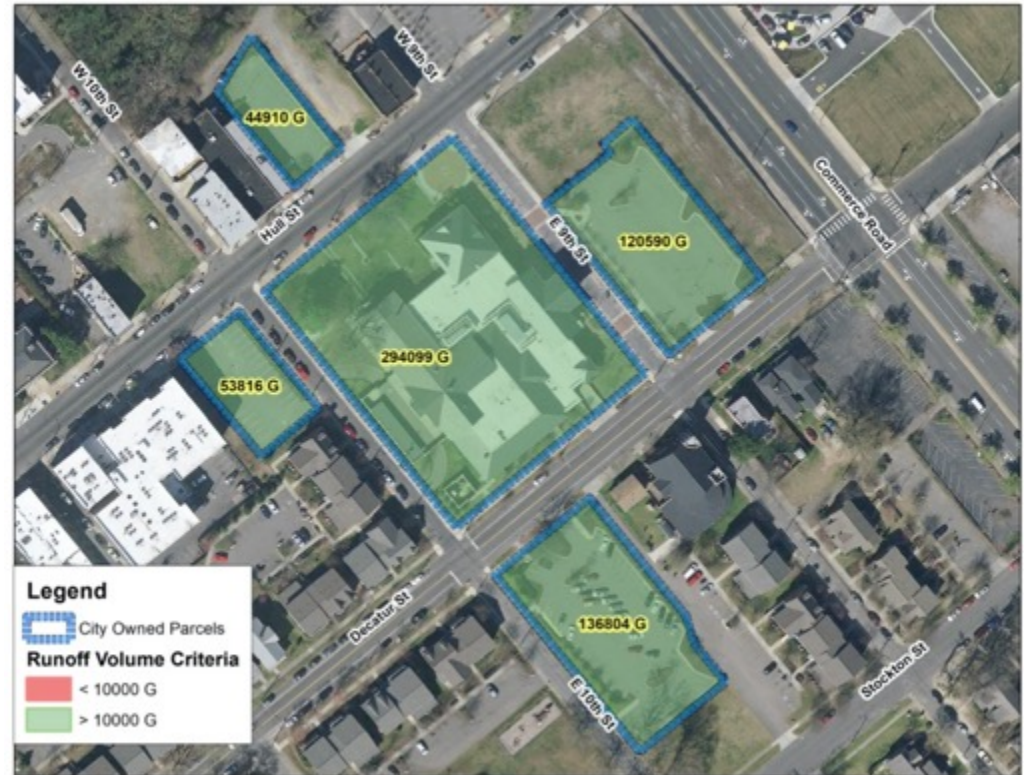 W 10th St
W 9th St
44910 G
Hull St
Commerce Road
E 9th St
120590 G
294099 G
53816 G
Decatur St
136804 G
E 10th St
Stockton St
Legend
City Owned Parcels
Runoff Volume Criteria
< 10000 G
> 10000 G